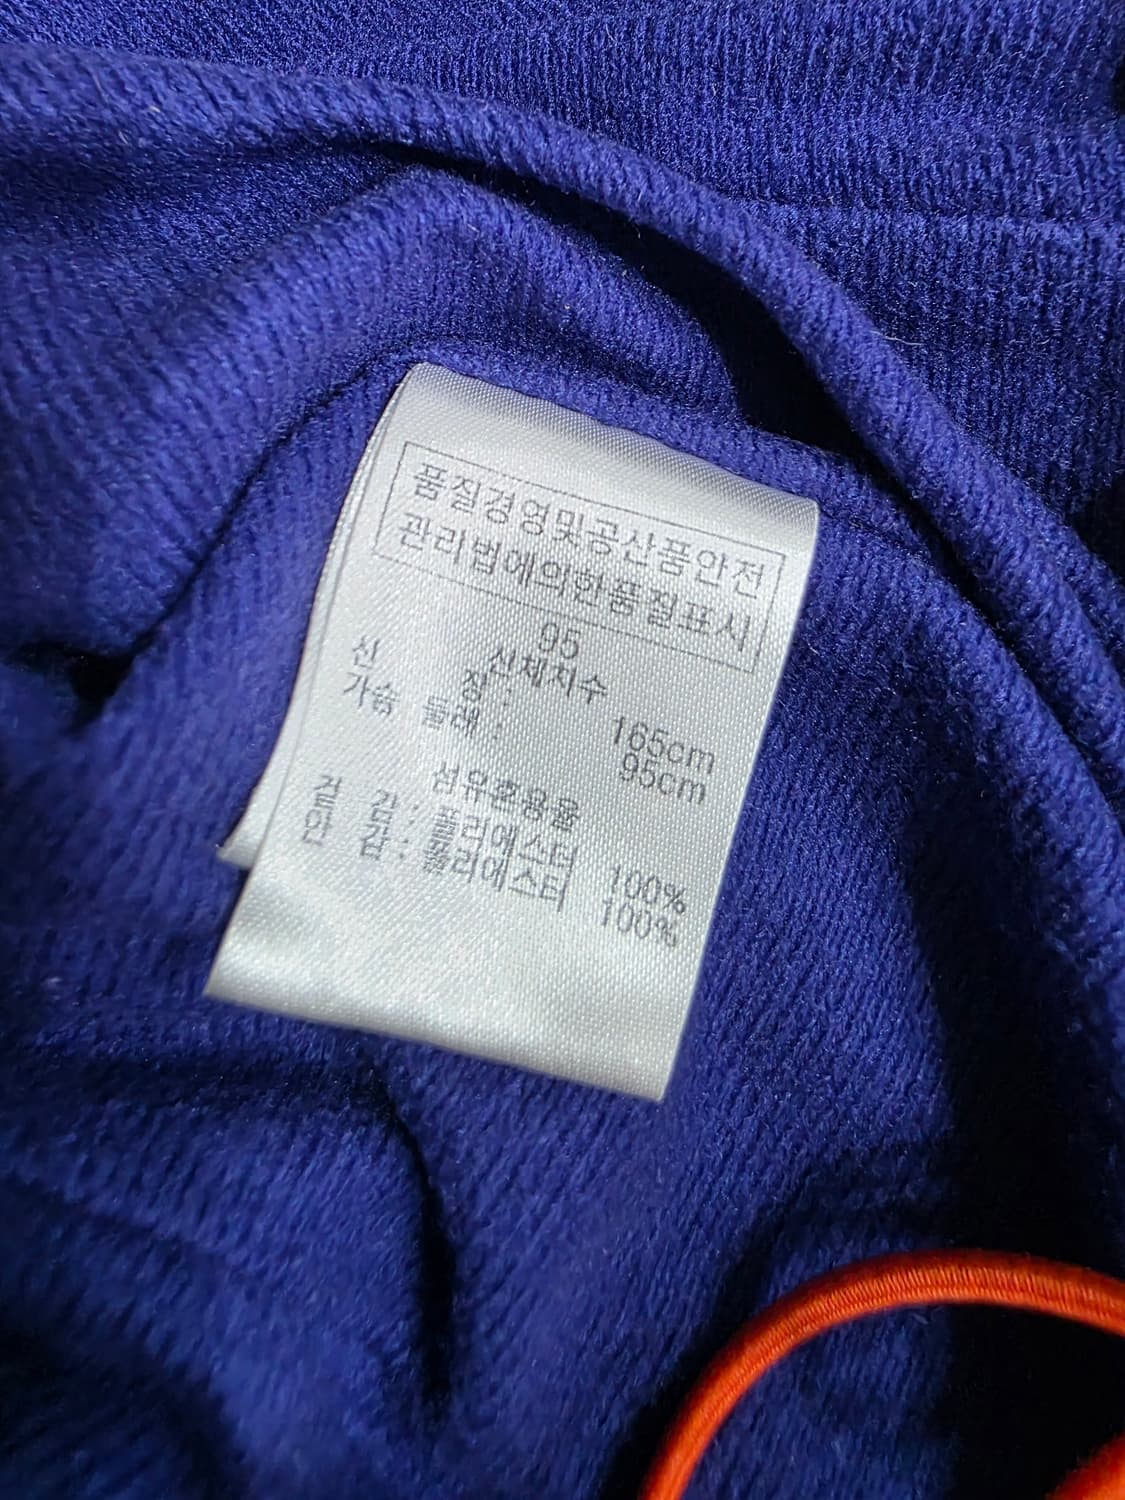 품질경영및공산품안전
관리법에의한품질표시
95
신체치수
신 장 : 165cm
가슴 둘레 : 95cm
섬유혼용율
겉 감 : 폴리에스터 100%
안 감 : 폴리에스터 100%